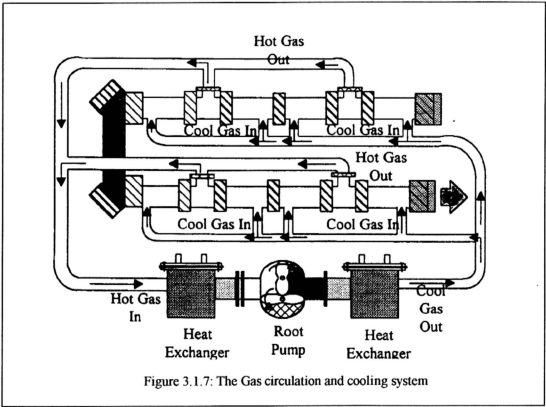 Hot Gas
Out
Cool Gas In
Cool Gas In
Hot Gas
Out
Cool Gas In
Cool Gas In
Hot Gas
In
Heat
Exchanger
Root
Pump
Heat
Exchanger
Cool
Gas
Out
Figure 3.1.7: The Gas circulation and cooling system